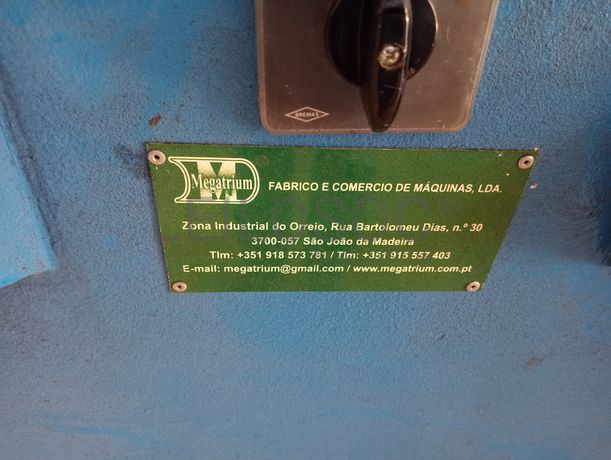 BREMAS
M
Megatrium
FABRICO E COMERCIO DE MÁQUINAS, LDA.
Zona Industrial do Orreio, Rua Bartolomeu Dias, n.º 30
3700-057 São João da Madeira
Tlm: +351 918 573 781 / Tlm: +351 915 557 403
E-mail: megatrium@gmail.com / www.megatrium.com.pt